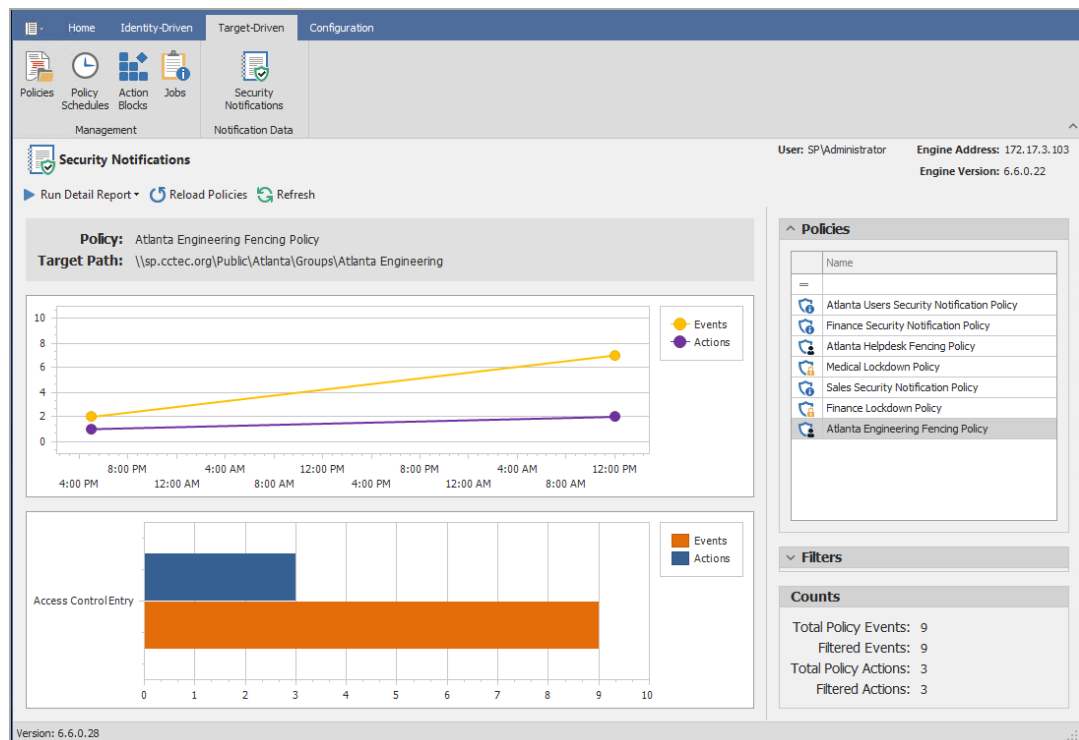 Home Identity-Driven Target-Driven Configuration
Policies Policy Schedules Action Blocks Jobs Security Notifications
Management Notification Data
Security Notifications
User: SP\Administrator Engine Address: 172.17.3.103
Engine Version: 6.6.0.22
Run Detail Report Reload Policies Refresh
Policy: Atlanta Engineering Fencing Policy
Target Path: \\sp.cctec.org\Public\Atlanta\Groups\Atlanta Engineering
10
8
6
4
2
0
8:00 PM 4:00 AM 12:00 PM 8:00 PM 4:00 AM 12:00 PM
4:00 PM 12:00 AM 8:00 AM 4:00 PM 12:00 AM 8:00 AM
Events
Actions
Access Control Entry
0 1 2 3 4 5 6 7 8 9 10
Events
Actions
Policies
Name
=
Atlanta Users Security Notification Policy
Finance Security Notification Policy
Atlanta Helpdesk Fencing Policy
Medical Lockdown Policy
Sales Security Notification Policy
Finance Lockdown Policy
Atlanta Engineering Fencing Policy
Filters
Counts
Total Policy Events: 9
Filtered Events: 9
Total Policy Actions: 3
Filtered Actions: 3
Version: 6.6.0.28